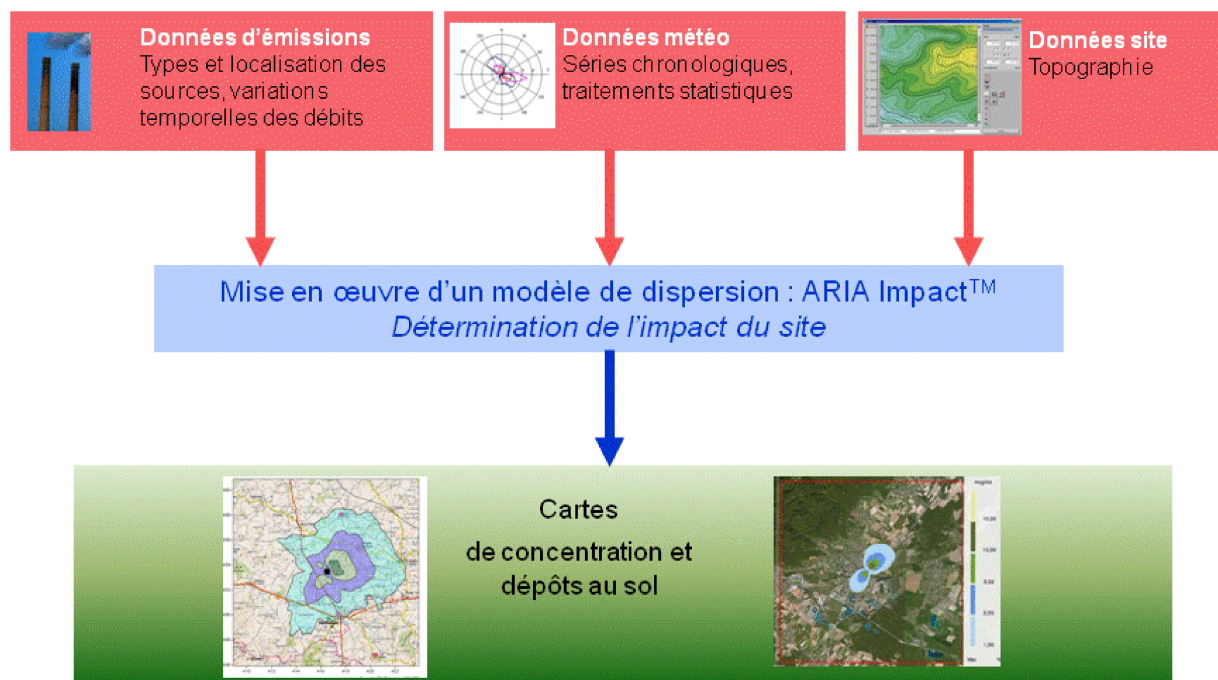 Données d’émissions
Types et localisation des
sources, variations
temporelles des débits
Données météo
Séries chronologiques,
traitements statistiques
Données site
Topographie
Mise en œuvre d’un modèle de dispersion : ARIA Impact™
Détermination de l’impact du site
Cartes
de concentration et
dépôts au sol